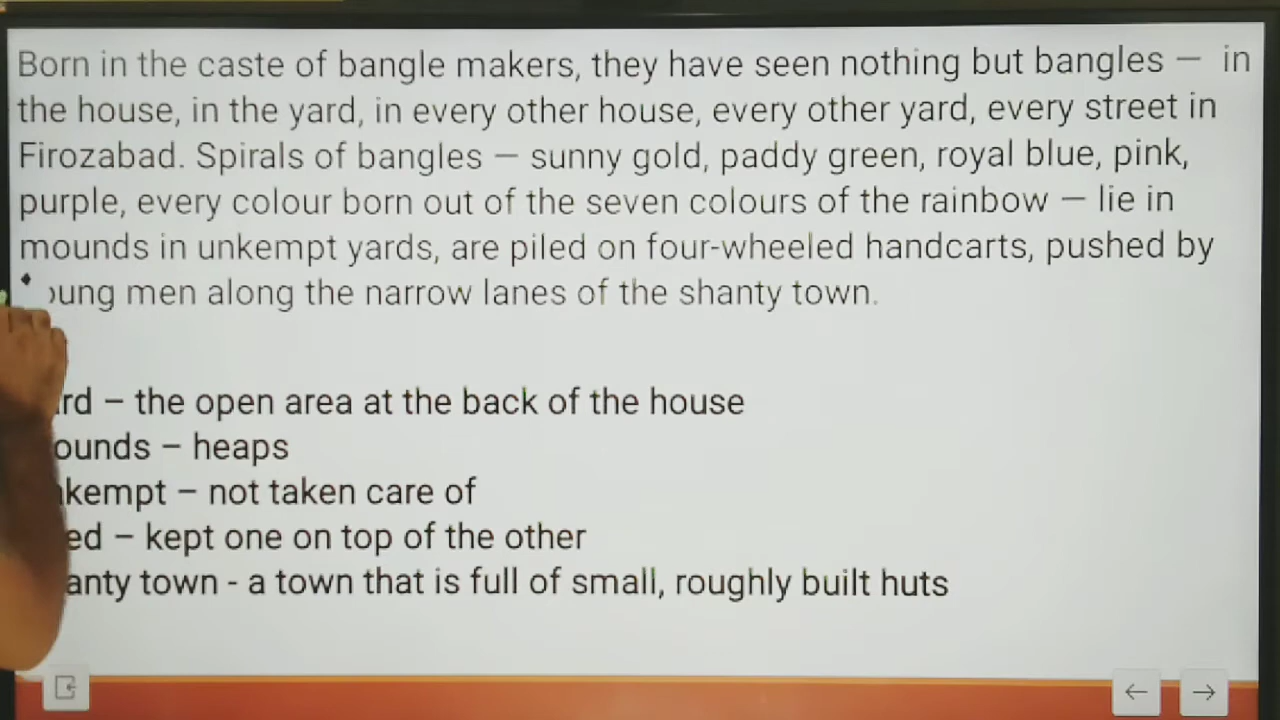 Born in the caste of bangle makers, they have seen nothing but bangles — in
the house, in the yard, in every other house, every other yard, every street in
Firozabad. Spirals of bangles — sunny gold, paddy green, royal blue, pink,
purple, every colour born out of the seven colours of the rainbow — lie in
mounds in unkempt yards, are piled on four-wheeled handcarts, pushed by
men along the narrow lanes of the shanty town.
– the open area at the back of the house
– heaps
– not taken care of
– kept one on top of the other
town - a town that is full of small, roughly built huts